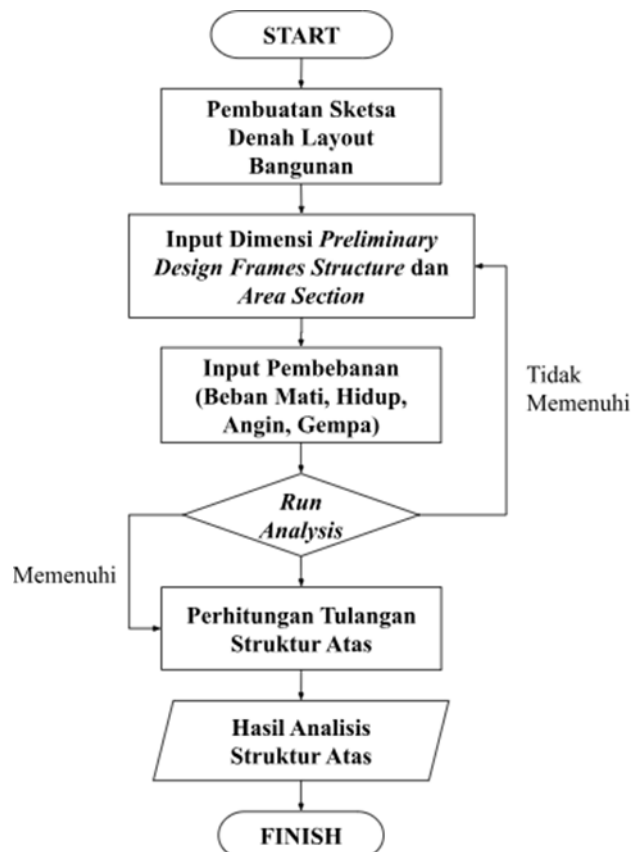 START
Pembuatan Sketsa
Denah Layout
Bangunan
Input Dimensi Preliminary
Design Frames Structure dan
Area Section
Input Pembebanan
(Beban Mati, Hidup,
Angin, Gempa)
Tidak
Memenuhi
Run
Analysis
Memenuhi
Perhitungan Tulangan
Struktur Atas
Hasil Analisis
Struktur Atas
FINISH